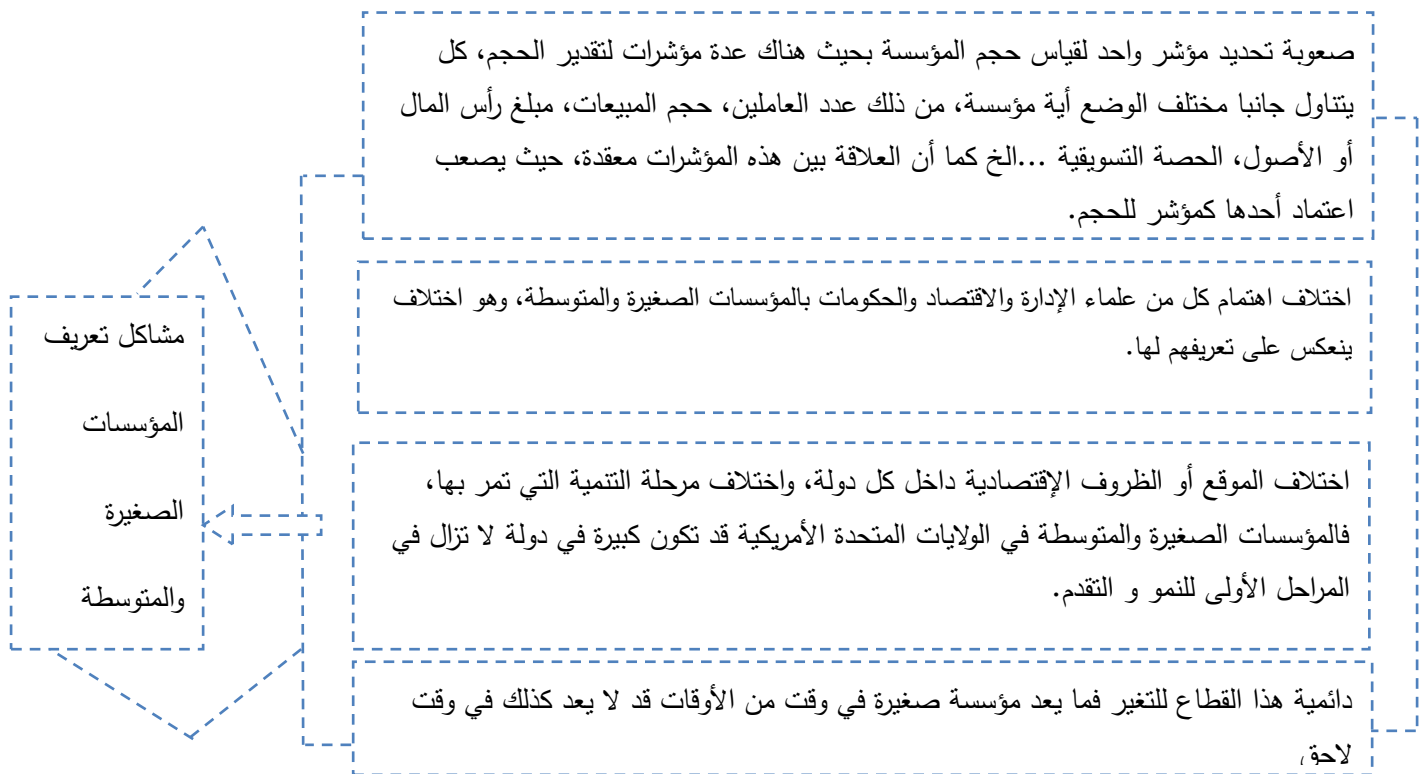 صعوبة تحديد مؤشر واحد لقياس حجم المؤسسة بحيث هناك عدة مؤشرات لتقدير الحجم، كل
يتناول جانبا مختلف الوضع أية مؤسسة، من ذلك عدد العاملين، حجم المبيعات، مبلغ رأس المال
أو الأصول، الحصة التسويقية ...الخ كما أن العلاقة بين هذه المؤشرات معقدة، حيث يصعب
اعتماد أحدها كمؤشر للحجم.
اختلاف اهتمام كل من علماء الإدارة والاقتصاد والحكومات بالمؤسسات الصغيرة والمتوسطة، وهو اختلاف
ينعكس على تعريفهم لها.
اختلاف الموقع أو الظروف الإقتصادية داخل كل دولة، واختلاف مرحلة التنمية التي تمر بها،
فالمؤسسات الصغيرة والمتوسطة في الولايات المتحدة الأمريكية قد تكون كبيرة في دولة لا تزال في
المراحل الأولى للنمو و التقدم.
دائمية هذا القطاع للتغير فما يعد مؤسسة صغيرة في وقت من الأوقات قد لا يعد كذلك في وقت
لاحق
مشاكل تعريف
المؤسسات
الصغيرة
والمتوسطة